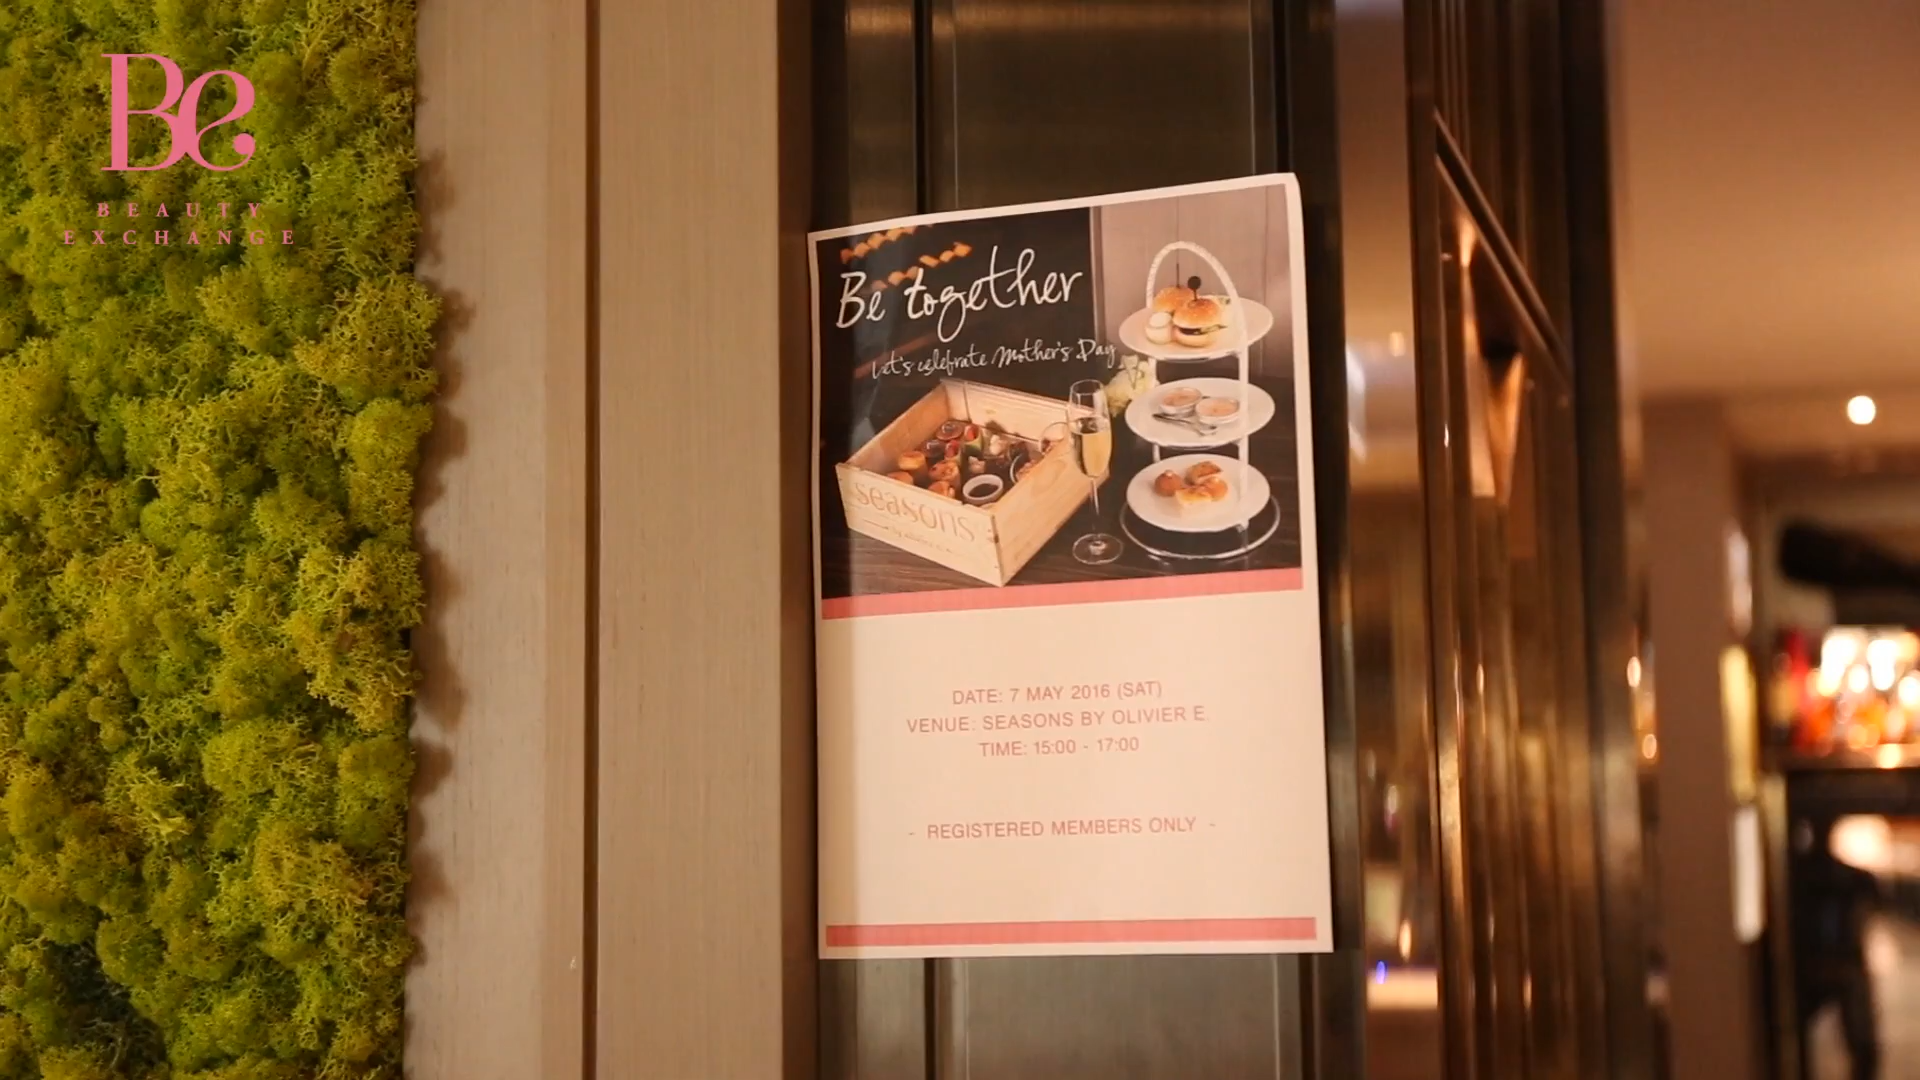 Be
BEAUTY
EXCHANGE
Be together
Let's celebrate Mother's Day
seasons
DATE: 7 MAY 2016 (SAT)
VENUE: SEASONS BY OLIVIER E.
TIME: 15:00 - 17:00
- REGISTERED MEMBERS ONLY -